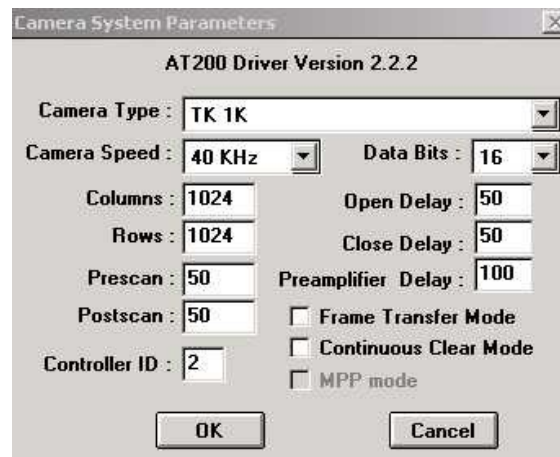 Camera System Parameters
AT200 Driver Version 2.2.2
Camera Type : TK 1K
Camera Speed : 40 KHz Data Bits : 16
Columns : 1024 Open Delay : 50
Rows : 1024 Close Delay : 50
Prescan : 50 Preamplifier Delay : 100
Postscan : 50 Frame Transfer Mode
Continuous Clear Mode
Controller ID : 2 MPP mode
OK Cancel